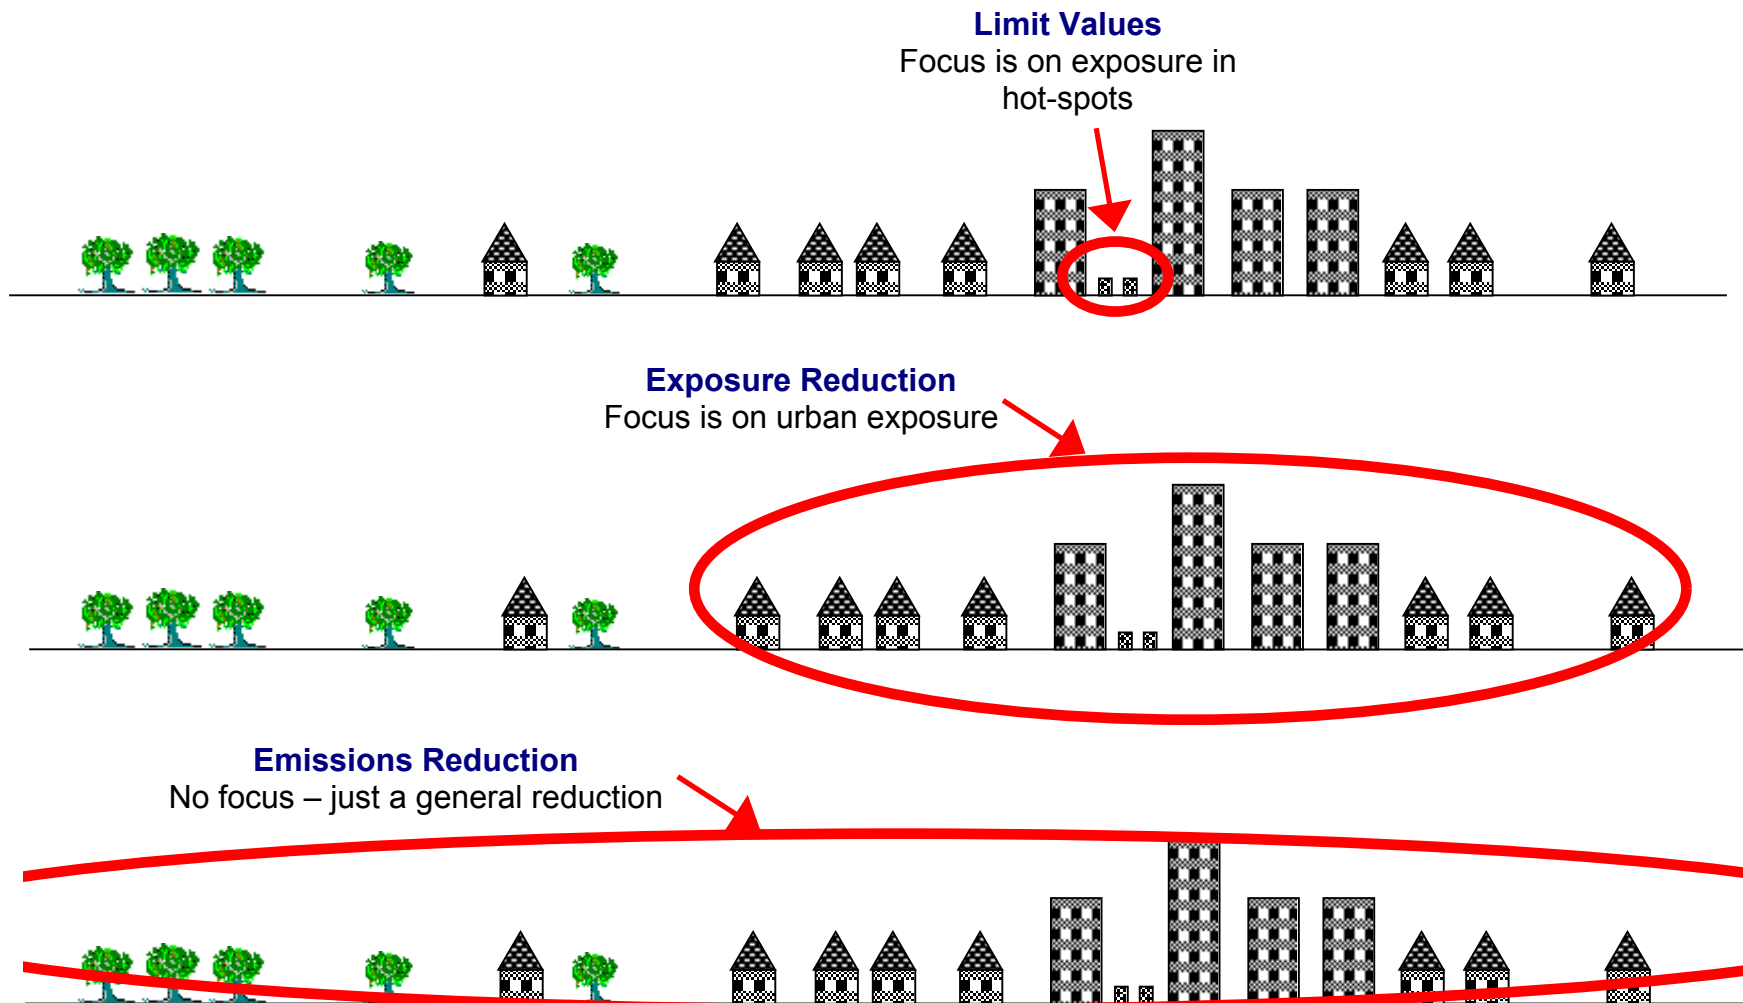 Limit Values
Focus is on exposure in
hot-spots
Exposure Reduction
Focus is on urban exposure
Emissions Reduction
No focus – just a general reduction